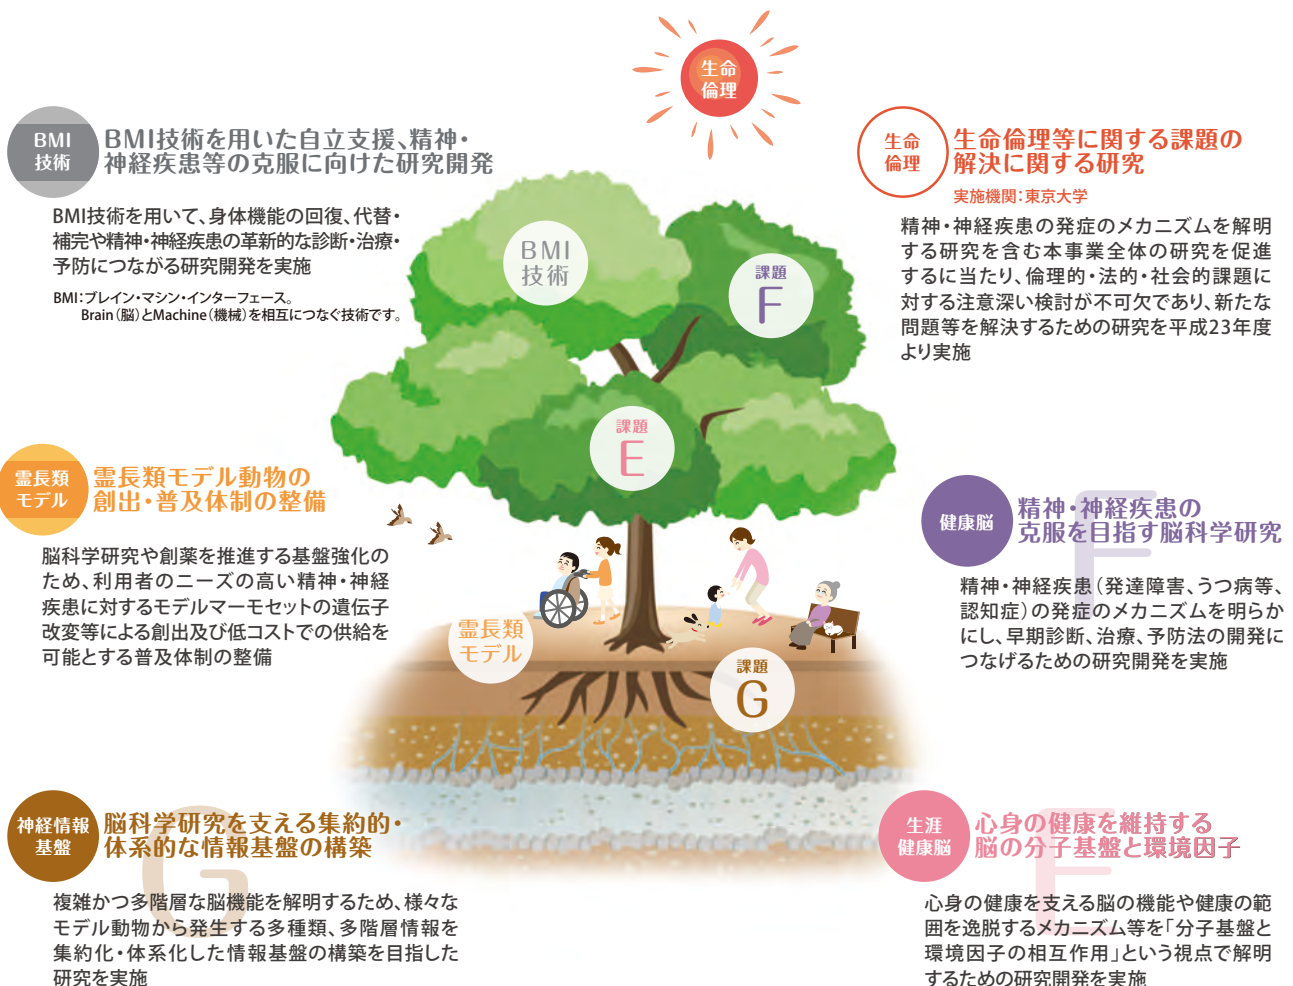 生命
倫理
BMI
技術
BMI技術を用いた自立支援、精神・
神経疾患等の克服に向けた研究開発
BMI技術を用いて、身体機能の回復、代替・
補完や精神・神経疾患の革新的な診断・治療・
予防につながる研究開発を実施
BMI：ブレイン・マシン・インターフェース。
Brain（脳）とMachine（機械）を相互につなぐ技術です。
生命
倫理
生命倫理等に関する課題の
解決に関する研究
実施機関：東京大学
精神・神経疾患の発症のメカニズムを解明
する研究を含む本事業全体の研究を促進
するに当たり、倫理的・法的・社会的課題に
対する注意深い検討が不可欠であり、新たな
問題等を解決するための研究を平成23年度
より実施
BMI
技術
課題
F
課題
E
霊長類
モデル
霊長類モデル動物の
創出・普及体制の整備
脳科学研究や創薬を推進する基盤強化の
ため、利用者のニーズの高い精神・神経
疾患に対するモデルマーモセットの遺伝子
改変等による創出及び低コストでの供給を
可能とする普及体制の整備
F
健康脳
精神・神経疾患の
克服を目指す脳科学研究
精神・神経疾患（発達障害、うつ病等、
認知症）の発症のメカニズムを明らか
にし、早期診断、治療、予防法の開発に
つなげるための研究開発を実施
霊長類
モデル
課題
G
G
神経情報
基盤
脳科学研究を支える集約的・
体系的な情報基盤の構築
複雑かつ多階層な脳機能を解明するため、様々な
モデル動物から発生する多種類、多階層情報を
集約化・体系化した情報基盤の構築を目指した
研究を実施
E
生涯
健康脳
心身の健康を維持する
脳の分子基盤と環境因子
心身の健康を支える脳の機能や健康の範
囲を逸脱するメカニズム等を「分子基盤と
環境因子の相互作用」という視点で解明
するための研究開発を実施